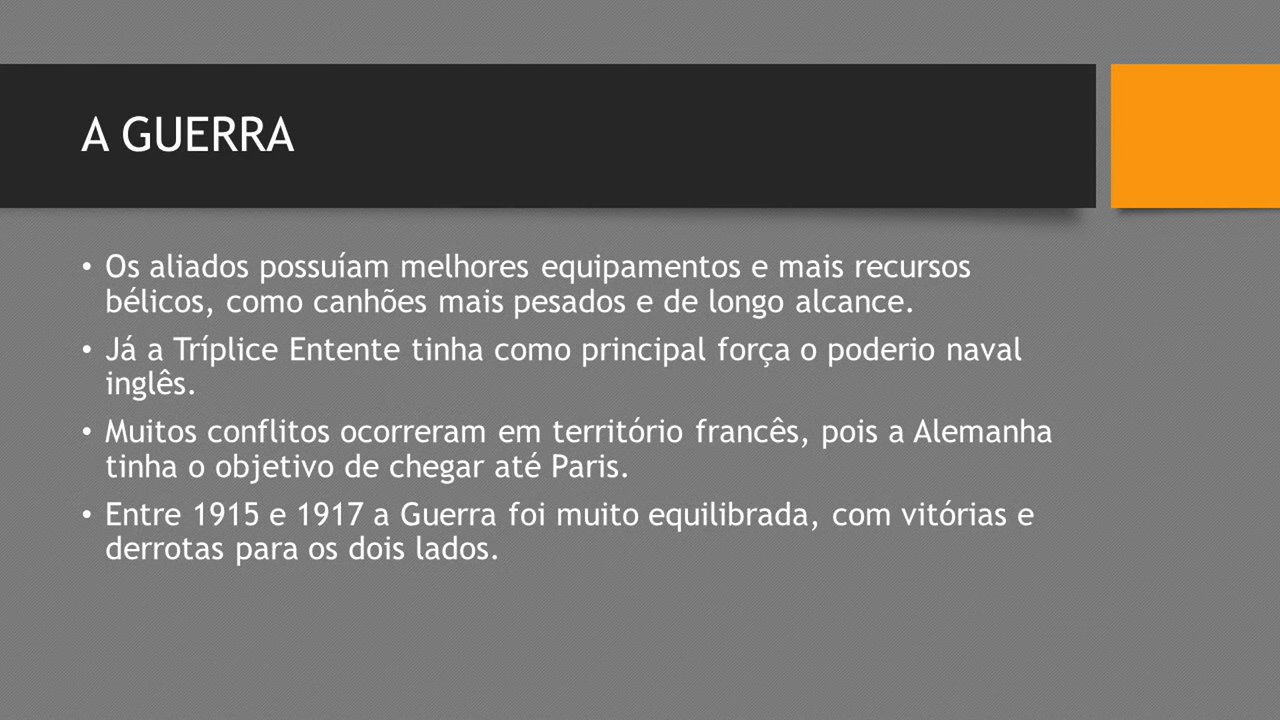 A GUERRA
• Os aliados possuíam melhores equipamentos e mais recursos
bélicos, como canhões mais pesados e de longo alcance.
• Já a Tríplice Entente tinha como principal força o poderio naval
inglês.
• Muitos conflitos ocorreram em território francês, pois a Alemanha
tinha o objetivo de chegar até Paris.
• Entre 1915 e 1917 a Guerra foi muito equilibrada, com vitórias e
derrotas para os dois lados.